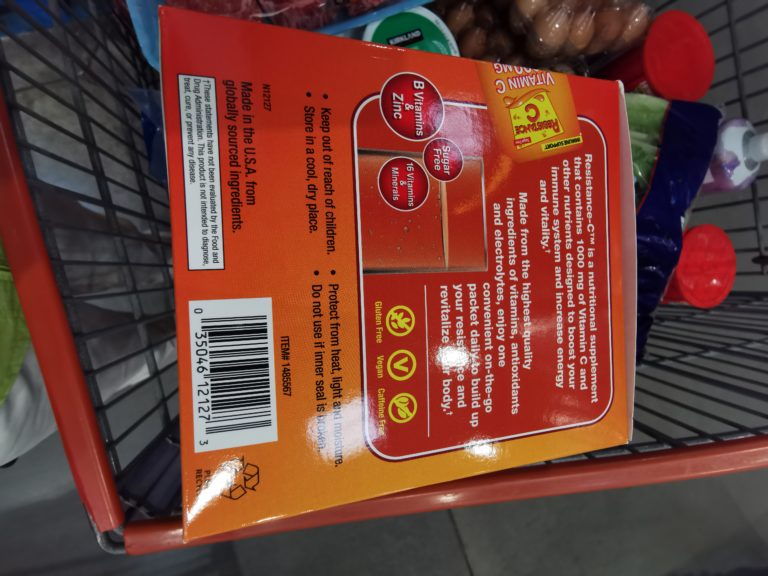 KIRKLAND
VITAMIN C
RESISTANCE
C
IMMUNE SUPPORT
Resistance-C™ is a nutritional supplement
that contains 1000 mg of Vitamin C and
other nutrients designed to boost your
immune system and increase energy
and vitality.†
B Vitamins
&
Zinc
Sugar
Free
16 Vitamins
&
Minerals
Made from the highest quality
ingredients of vitamins, antioxidants
and electrolytes, enjoy one
convenient on-the-go
packet daily to build up
your resistance and
revitalize your body.†
Gluten Free
Vegan
Caffeine Free
• Keep out of reach of children.
• Store in a cool, dry place.
• Protect from heat, light and moisture.
• Do not use if inner seal is broken.
N12127
Made in the U.S.A. from
globally sourced ingredients.
†These statements have not been evaluated by the Food and
Drug Administration. This product is not intended to diagnose,
treat, cure, or prevent any disease.
ITEM# 1485567
0 35046 12127 3